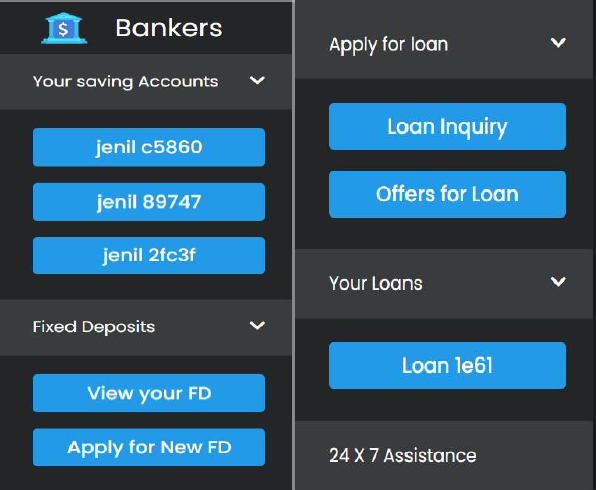 $
Bankers
Your saving Accounts
jenil c5860
jenil 89747
jenil 2fc3f
Fixed Deposits
View your FD
Apply for New FD
Apply for loan
Loan Inquiry
Offers for Loan
Your Loans
Loan 1e61
24 X 7 Assistance